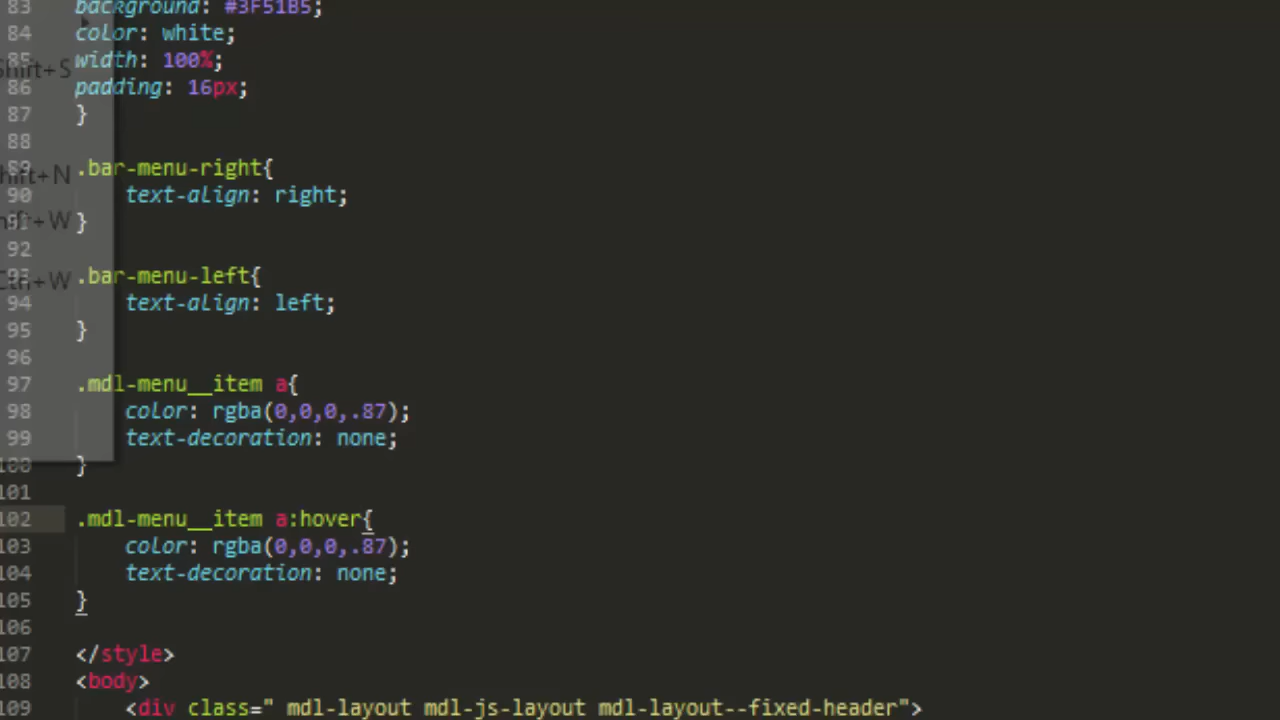 83 background: #3F51B5;
84 color: white;
85 width: 100%;
Shift+S
86 padding: 16px;
87 }
88
89 .bar-menu-right{
Shift+N
90 text-align: right;
91 }
Shift+W
92
93 .bar-menu-left{
Ctrl+W
94 text-align: left;
95 }
96
97 .mdl-menu__item a{
98 color: rgba(0,0,0,.87);
99 text-decoration: none;
100 }
101
102 .mdl-menu__item a:hover{
103 color: rgba(0,0,0,.87);
104 text-decoration: none;
105 }
106
107 </style>
108 <body>
109 <div class=" mdl-layout mdl-js-layout mdl-layout--fixed-header">